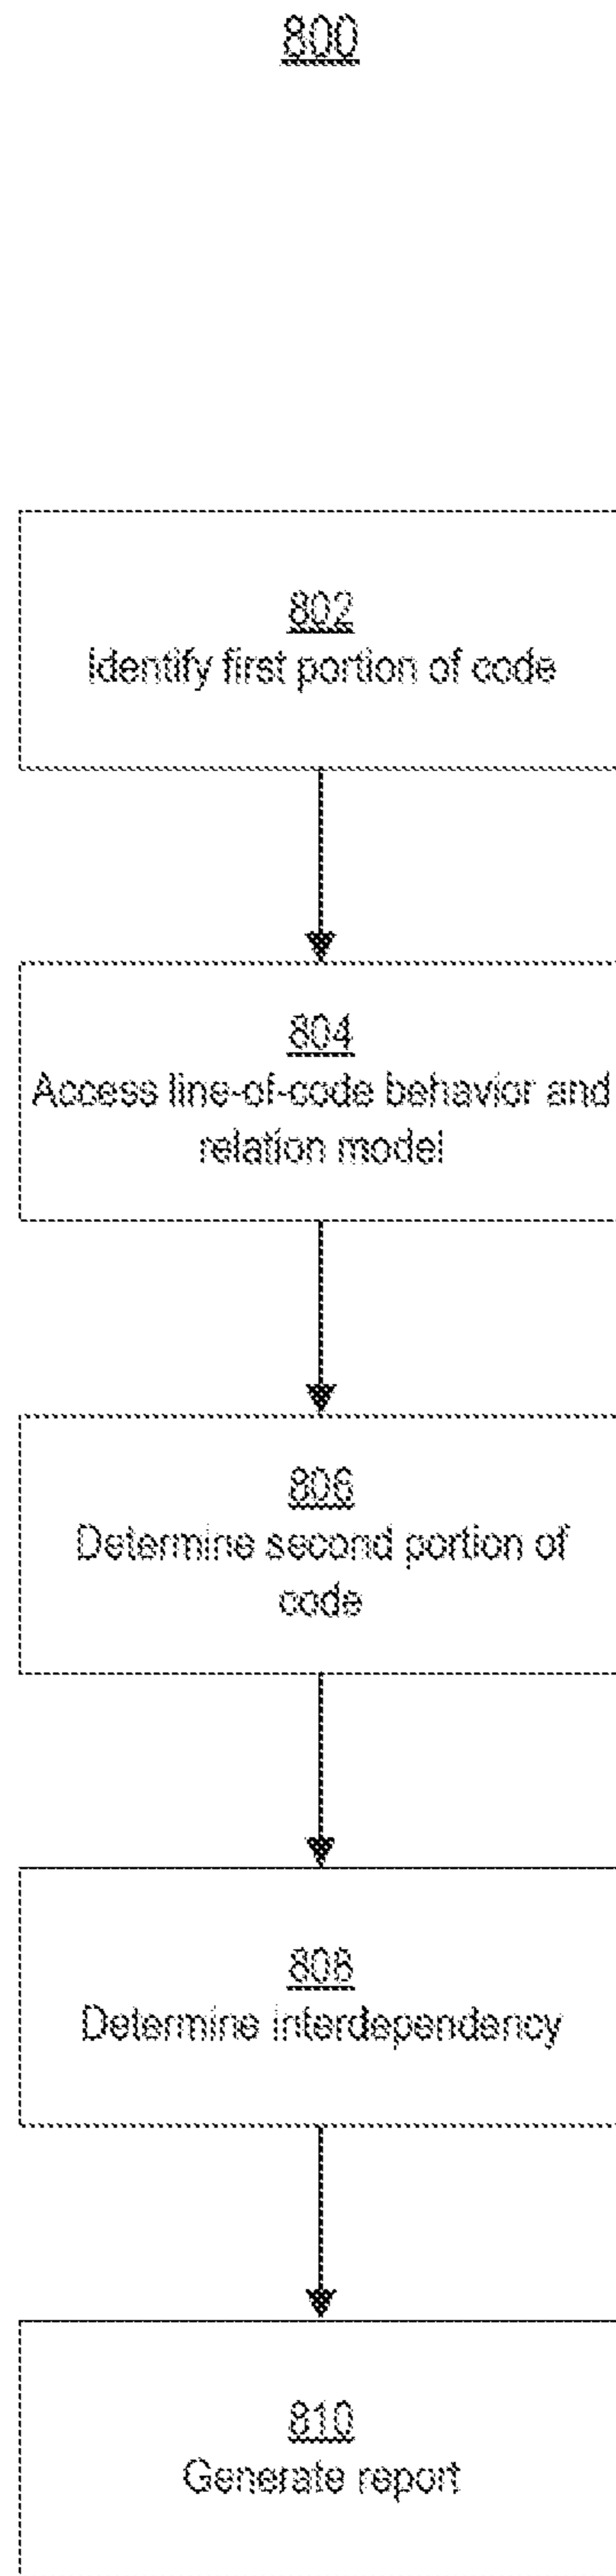 800
802
Identify first portion of code
804
Access line-of-code behavior and
relation model
806
Determine second portion of
code
808
Determine interdependency
810
Generate report